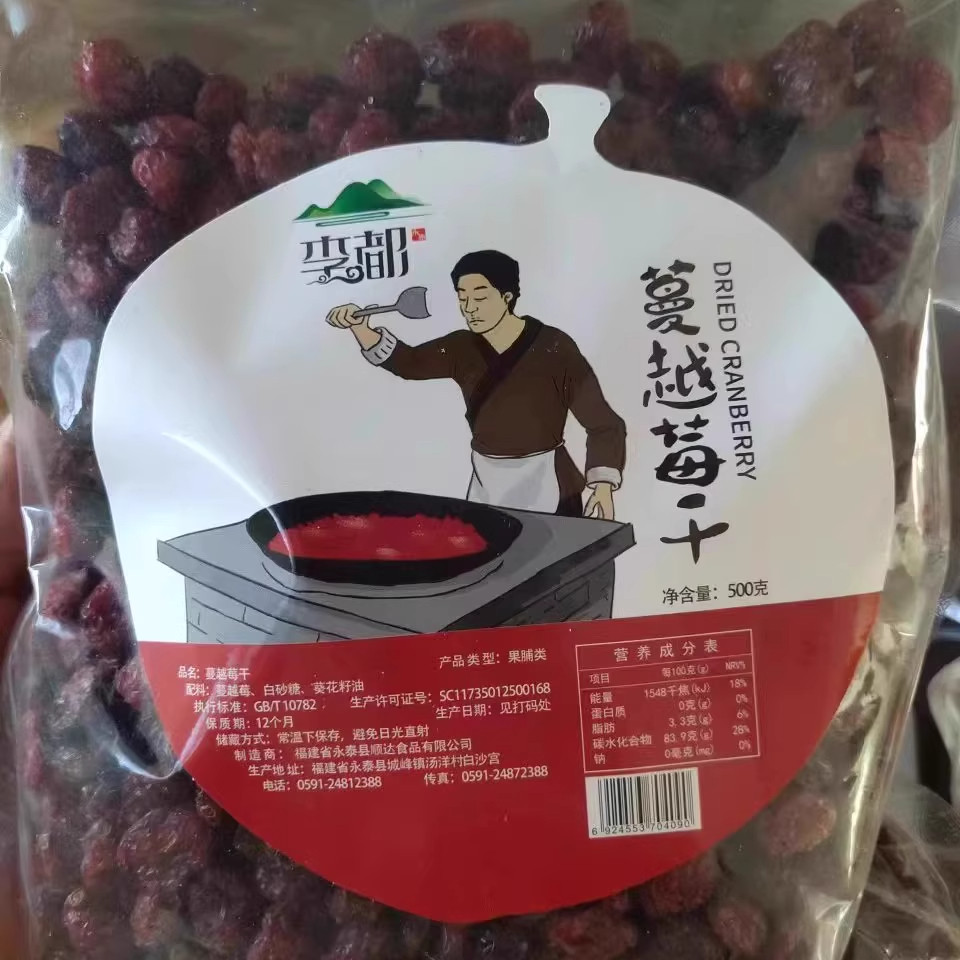 李都
蔓越莓干
DRIED CRANBERRY
净含量：500克
品名：蔓越莓干
产品类型：果脯类
配料：蔓越莓、白砂糖、葵花籽油
执行标准：GB/T10782
生产许可证号：SC11735012500168
保质期：12个月
生产日期：见打码处
储藏方式：常温下保存，避免日光直射
制造商：福建省永泰县顺达食品有限公司
生产地址：福建省永泰县城峰镇汤洋村白沙宫
电话：0591-24812388
传真：0591-24872388
营养成分表
项目 每100克(g) NRV%
能量 1548千焦(kJ) 18%
蛋白质 0克(g) 0%
脂肪 3.3克(g) 6%
碳水化合物 83.9克(g) 28%
钠 0毫克(mg) 0%
6 924553 704090